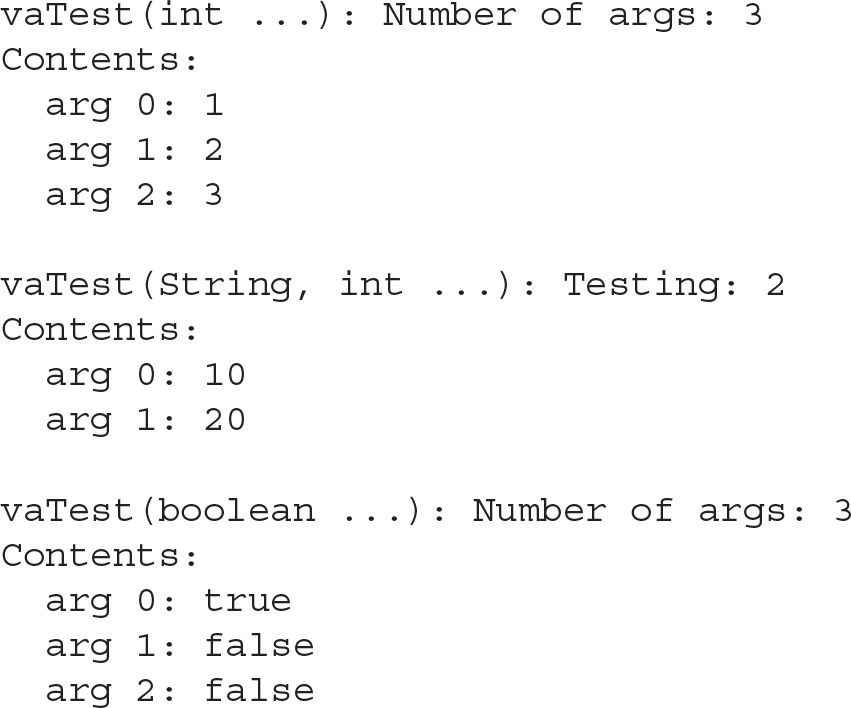 vaTest(int ...): Number of args: 3
Contents:
  arg 0: 1
  arg 1: 2
  arg 2: 3

vaTest(String, int ...): Testing: 2
Contents:
  arg 0: 10
  arg 1: 20

vaTest(boolean ...): Number of args: 3
Contents:
  arg 0: true
  arg 1: false
  arg 2: false